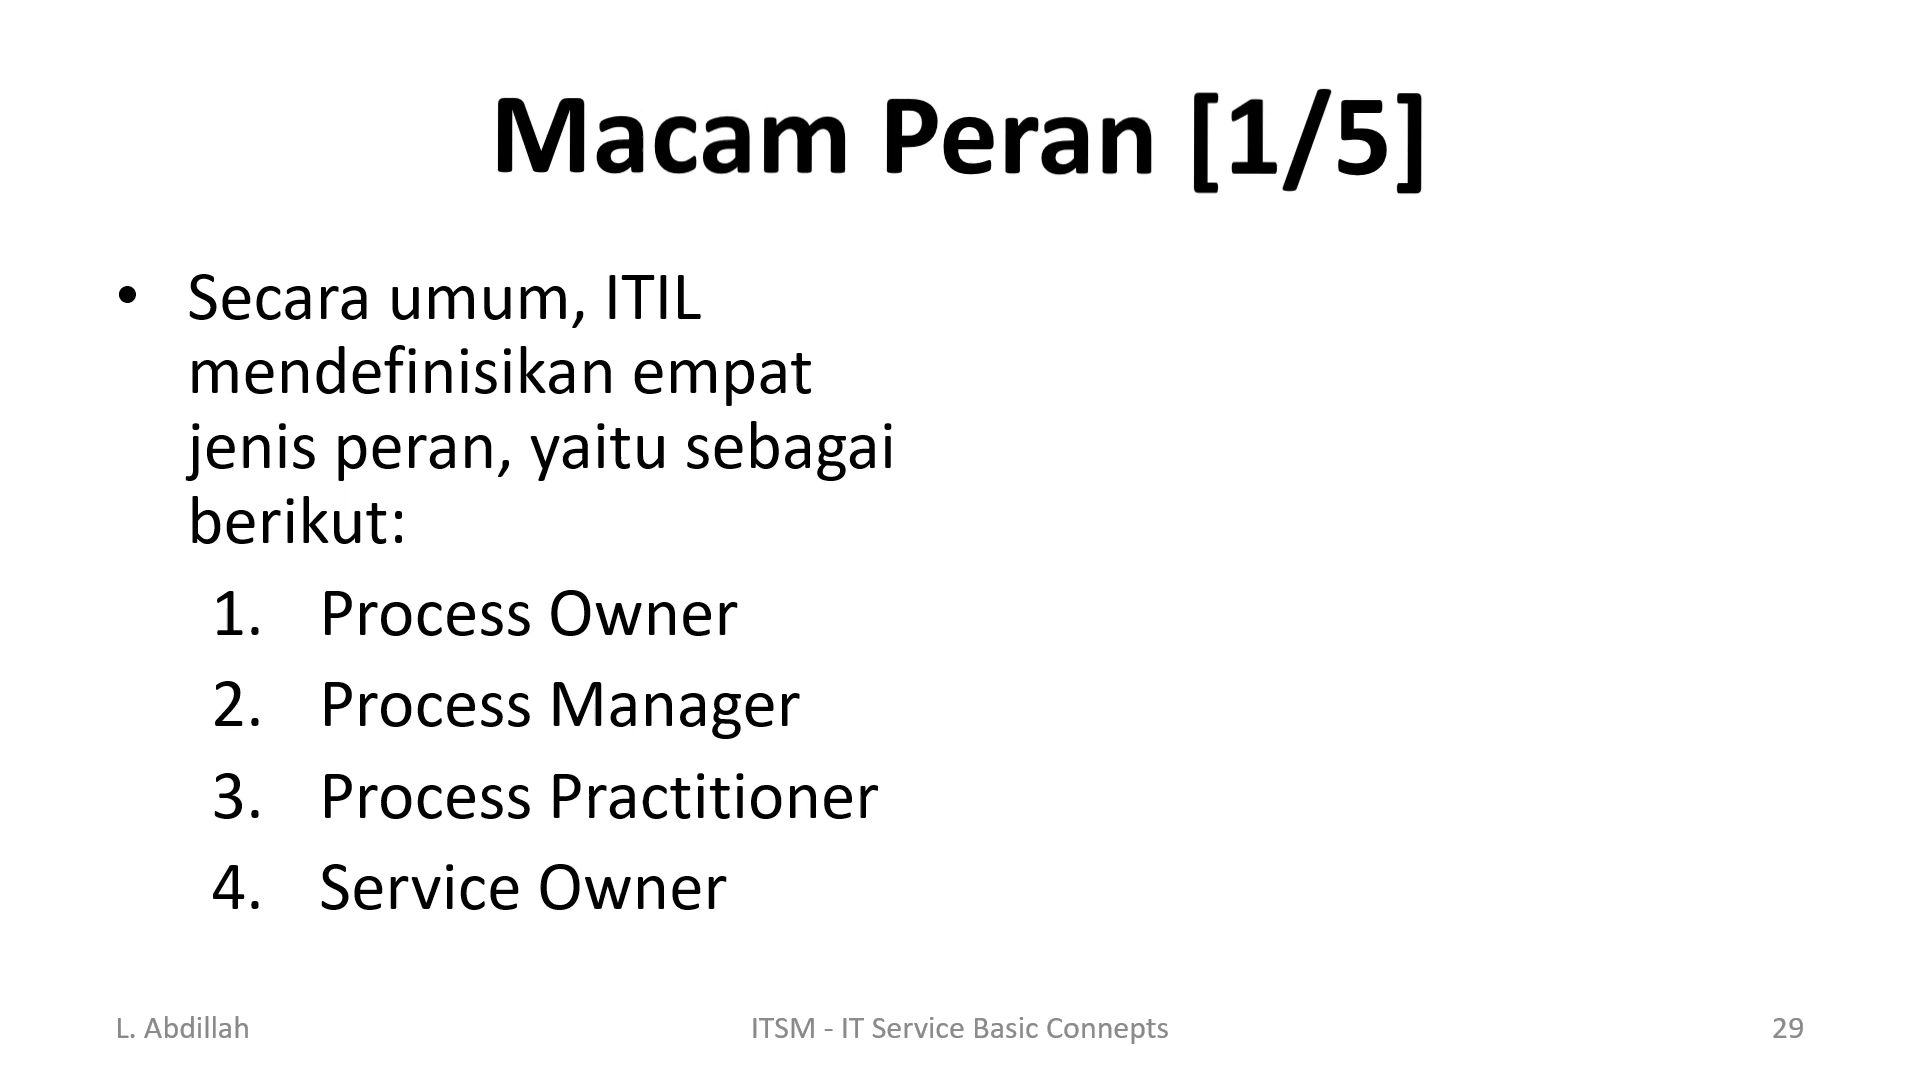 Macam Peran [1/5]
• Secara umum, ITIL
mendefinisikan empat
jenis peran, yaitu sebagai
berikut:
1. Process Owner
2. Process Manager
3. Process Practitioner
4. Service Owner
L. Abdillah
ITSM - IT Service Basic Connepts
29